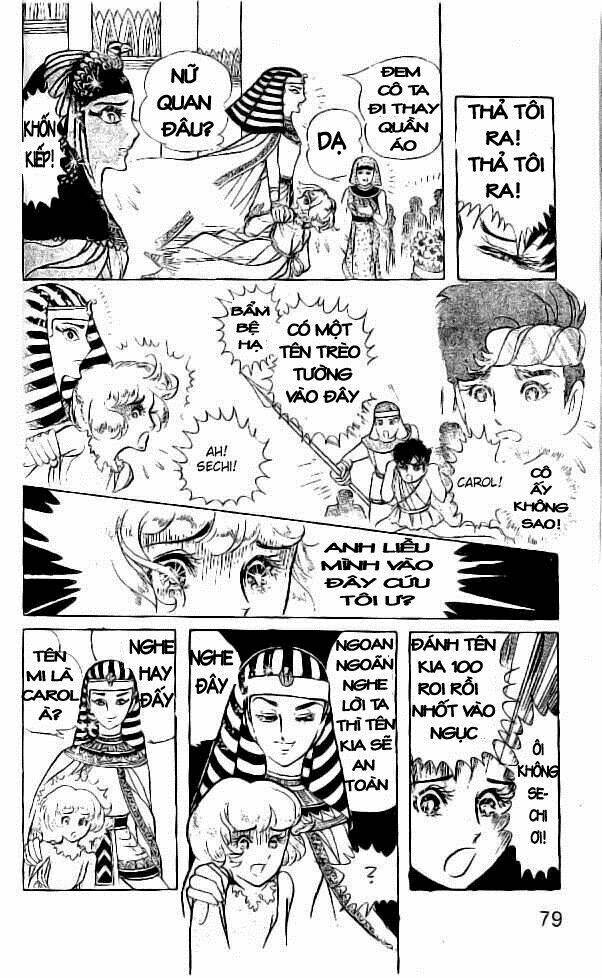 KHỐN
KIẾP!
NỮ
QUAN
ĐÂU?
DẠ
ĐEM
CÔ TA
ĐI THAY
QUẦN
ÁO
THẢ TÔI
RA!
THẢ TÔI
RA!
BẨM
BỆ
HẠ
CÓ MỘT
TÊN TRÈO
TƯỜNG
VÀO ĐÂY
AH!
SECHI!
CAROL!
CÔ
ẤY
KHÔNG
SAO!
ANH LIỀU
MÌNH VÀO
ĐÂY CỨU
TÔI Ư?
TÊN
MI LÀ
CAROL
À?
NGHE
HAY
ĐẤY
NGHE
ĐÂY
NGOAN
NGOÃN
NGHE
LỜI TA
THÌ TÊN
KIA SẼ
AN
TOÀN
?
ĐÁNH TÊN
KIA 100
ROI RỒI
NHỐT VÀO
NGỤC
ÔI
KHÔNG
SE-
CHI
ƠI!
79